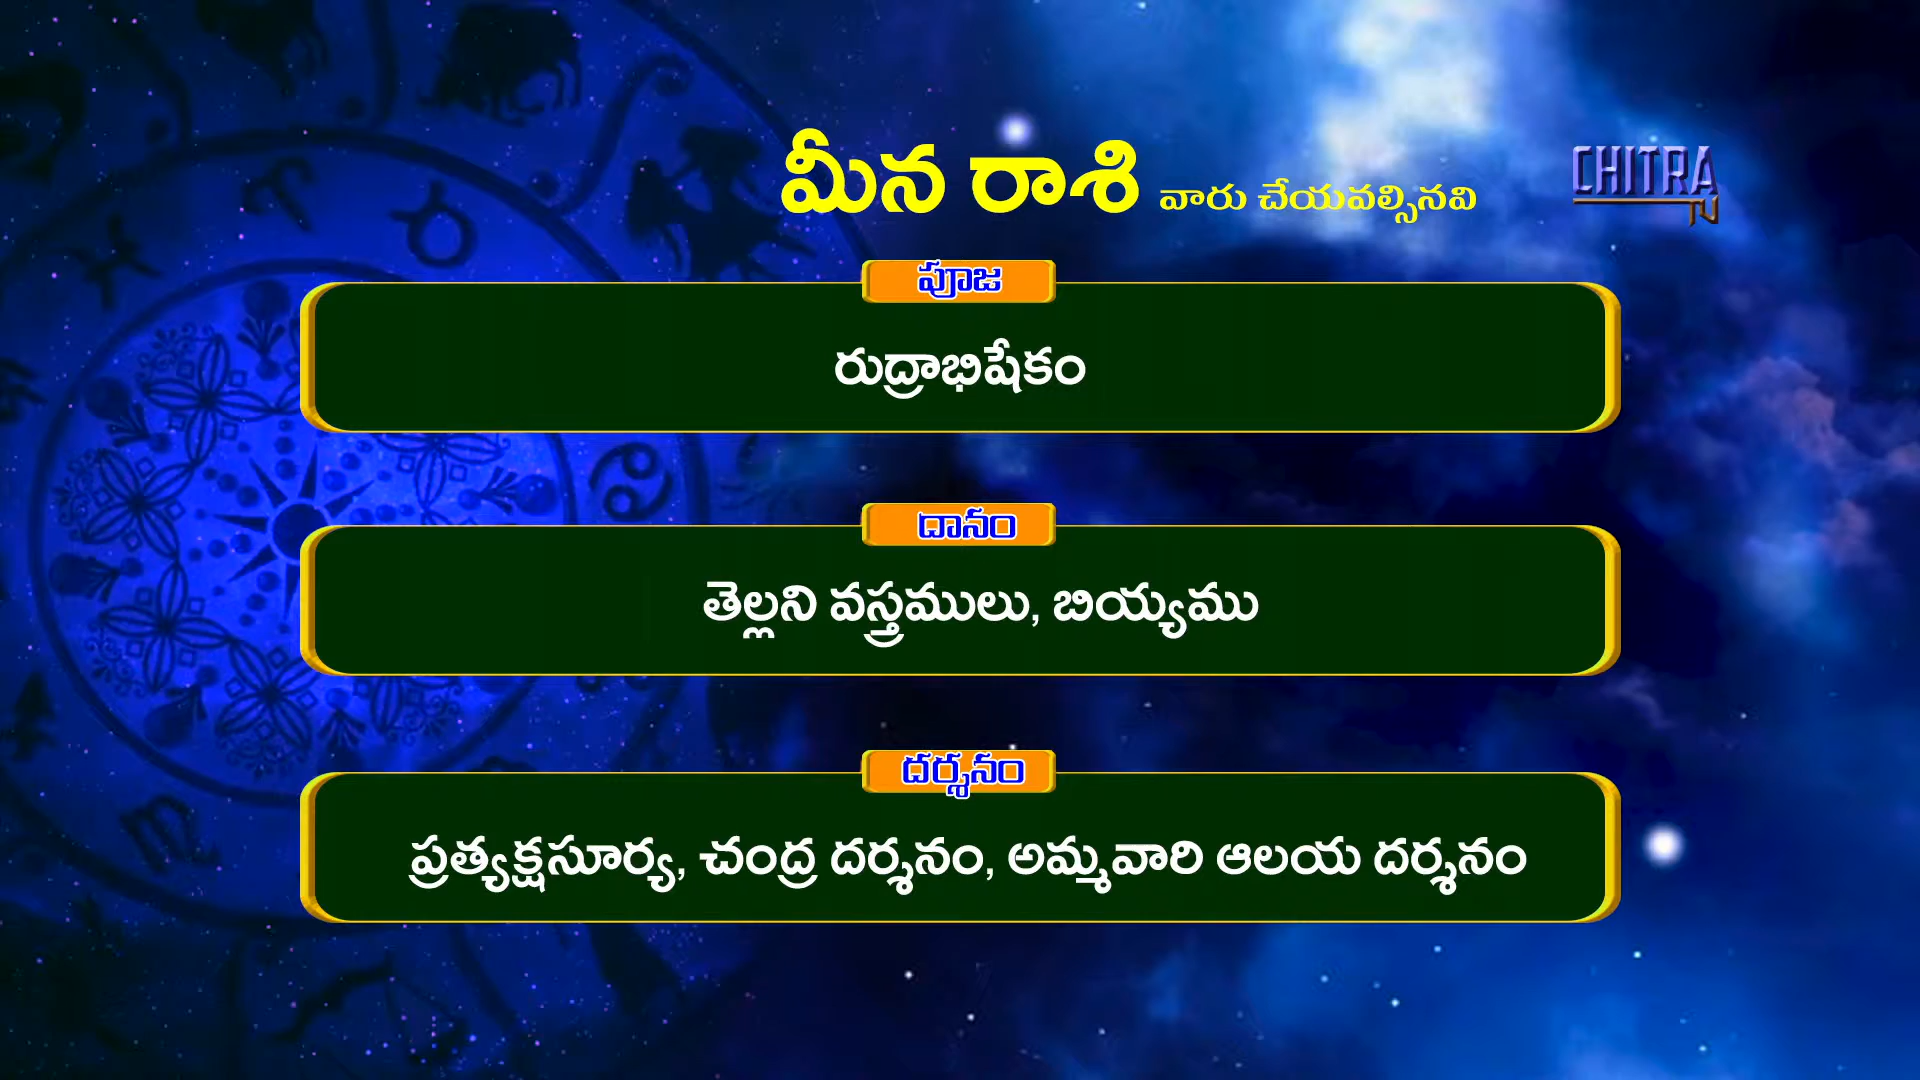 మీన రాశి వారు చేయవల్సినవి
CHITRA
TV
పూజ
రుద్రాభిషేకం
దానం
తెల్లని వస్త్రములు, బియ్యము
దర్శనం
ప్రత్యక్షసూర్య, చంద్ర దర్శనం, అమ్మవారి ఆలయ దర్శనం